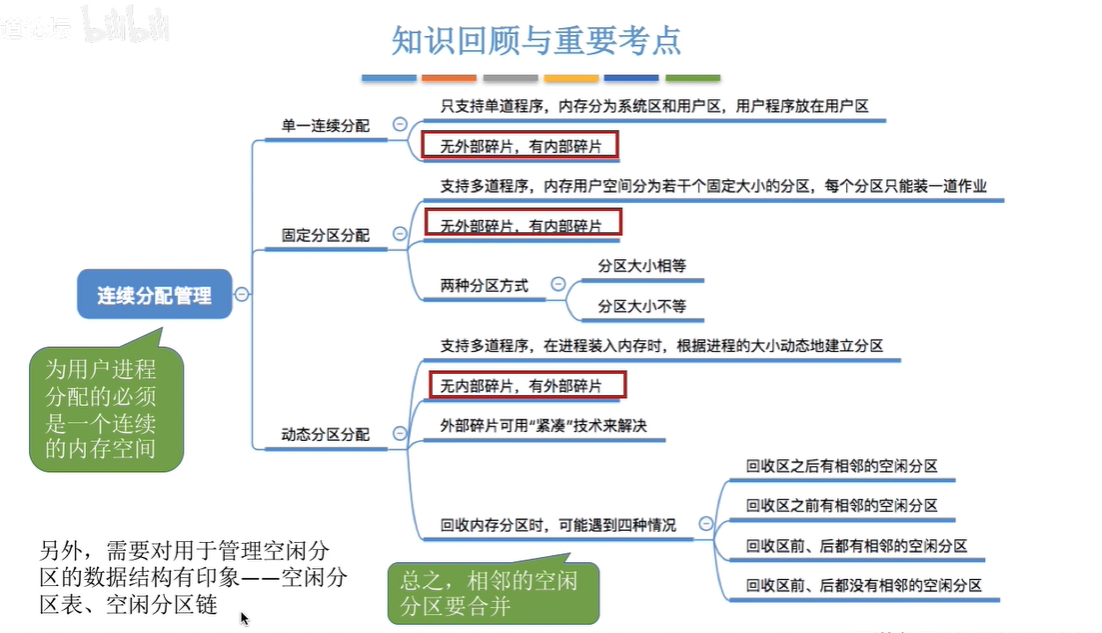 bilibili
知识回顾与重要考点
只支持单道程序，内存分为系统区和用户区，用户程序放在用户区
单一连续分配
无外部碎片，有内部碎片
支持多道程序，内存用户空间分为若干个固定大小的分区，每个分区只能装一道作业
固定分区分配
无外部碎片，有内部碎片
两种分区方式
分区大小相等
分区大小不等
连续分配管理
为用户进程
分配的必须
是一个连续
的内存空间
支持多道程序，在进程装入内存时，根据进程的大小动态地建立分区
无内部碎片，有外部碎片
动态分区分配
外部碎片可用“紧凑”技术来解决
回收内存分区时，可能遇到四种情况
回收区之后有相邻的空闲分区
回收区之前有相邻的空闲分区
回收区前、后都有相邻的空闲分区
回收区前、后都没有相邻的空闲分区
另外，需要对用于管理空闲分
区的数据结构有印象——空闲分
区表、空闲分区链
总之，相邻的空闲
分区要合并